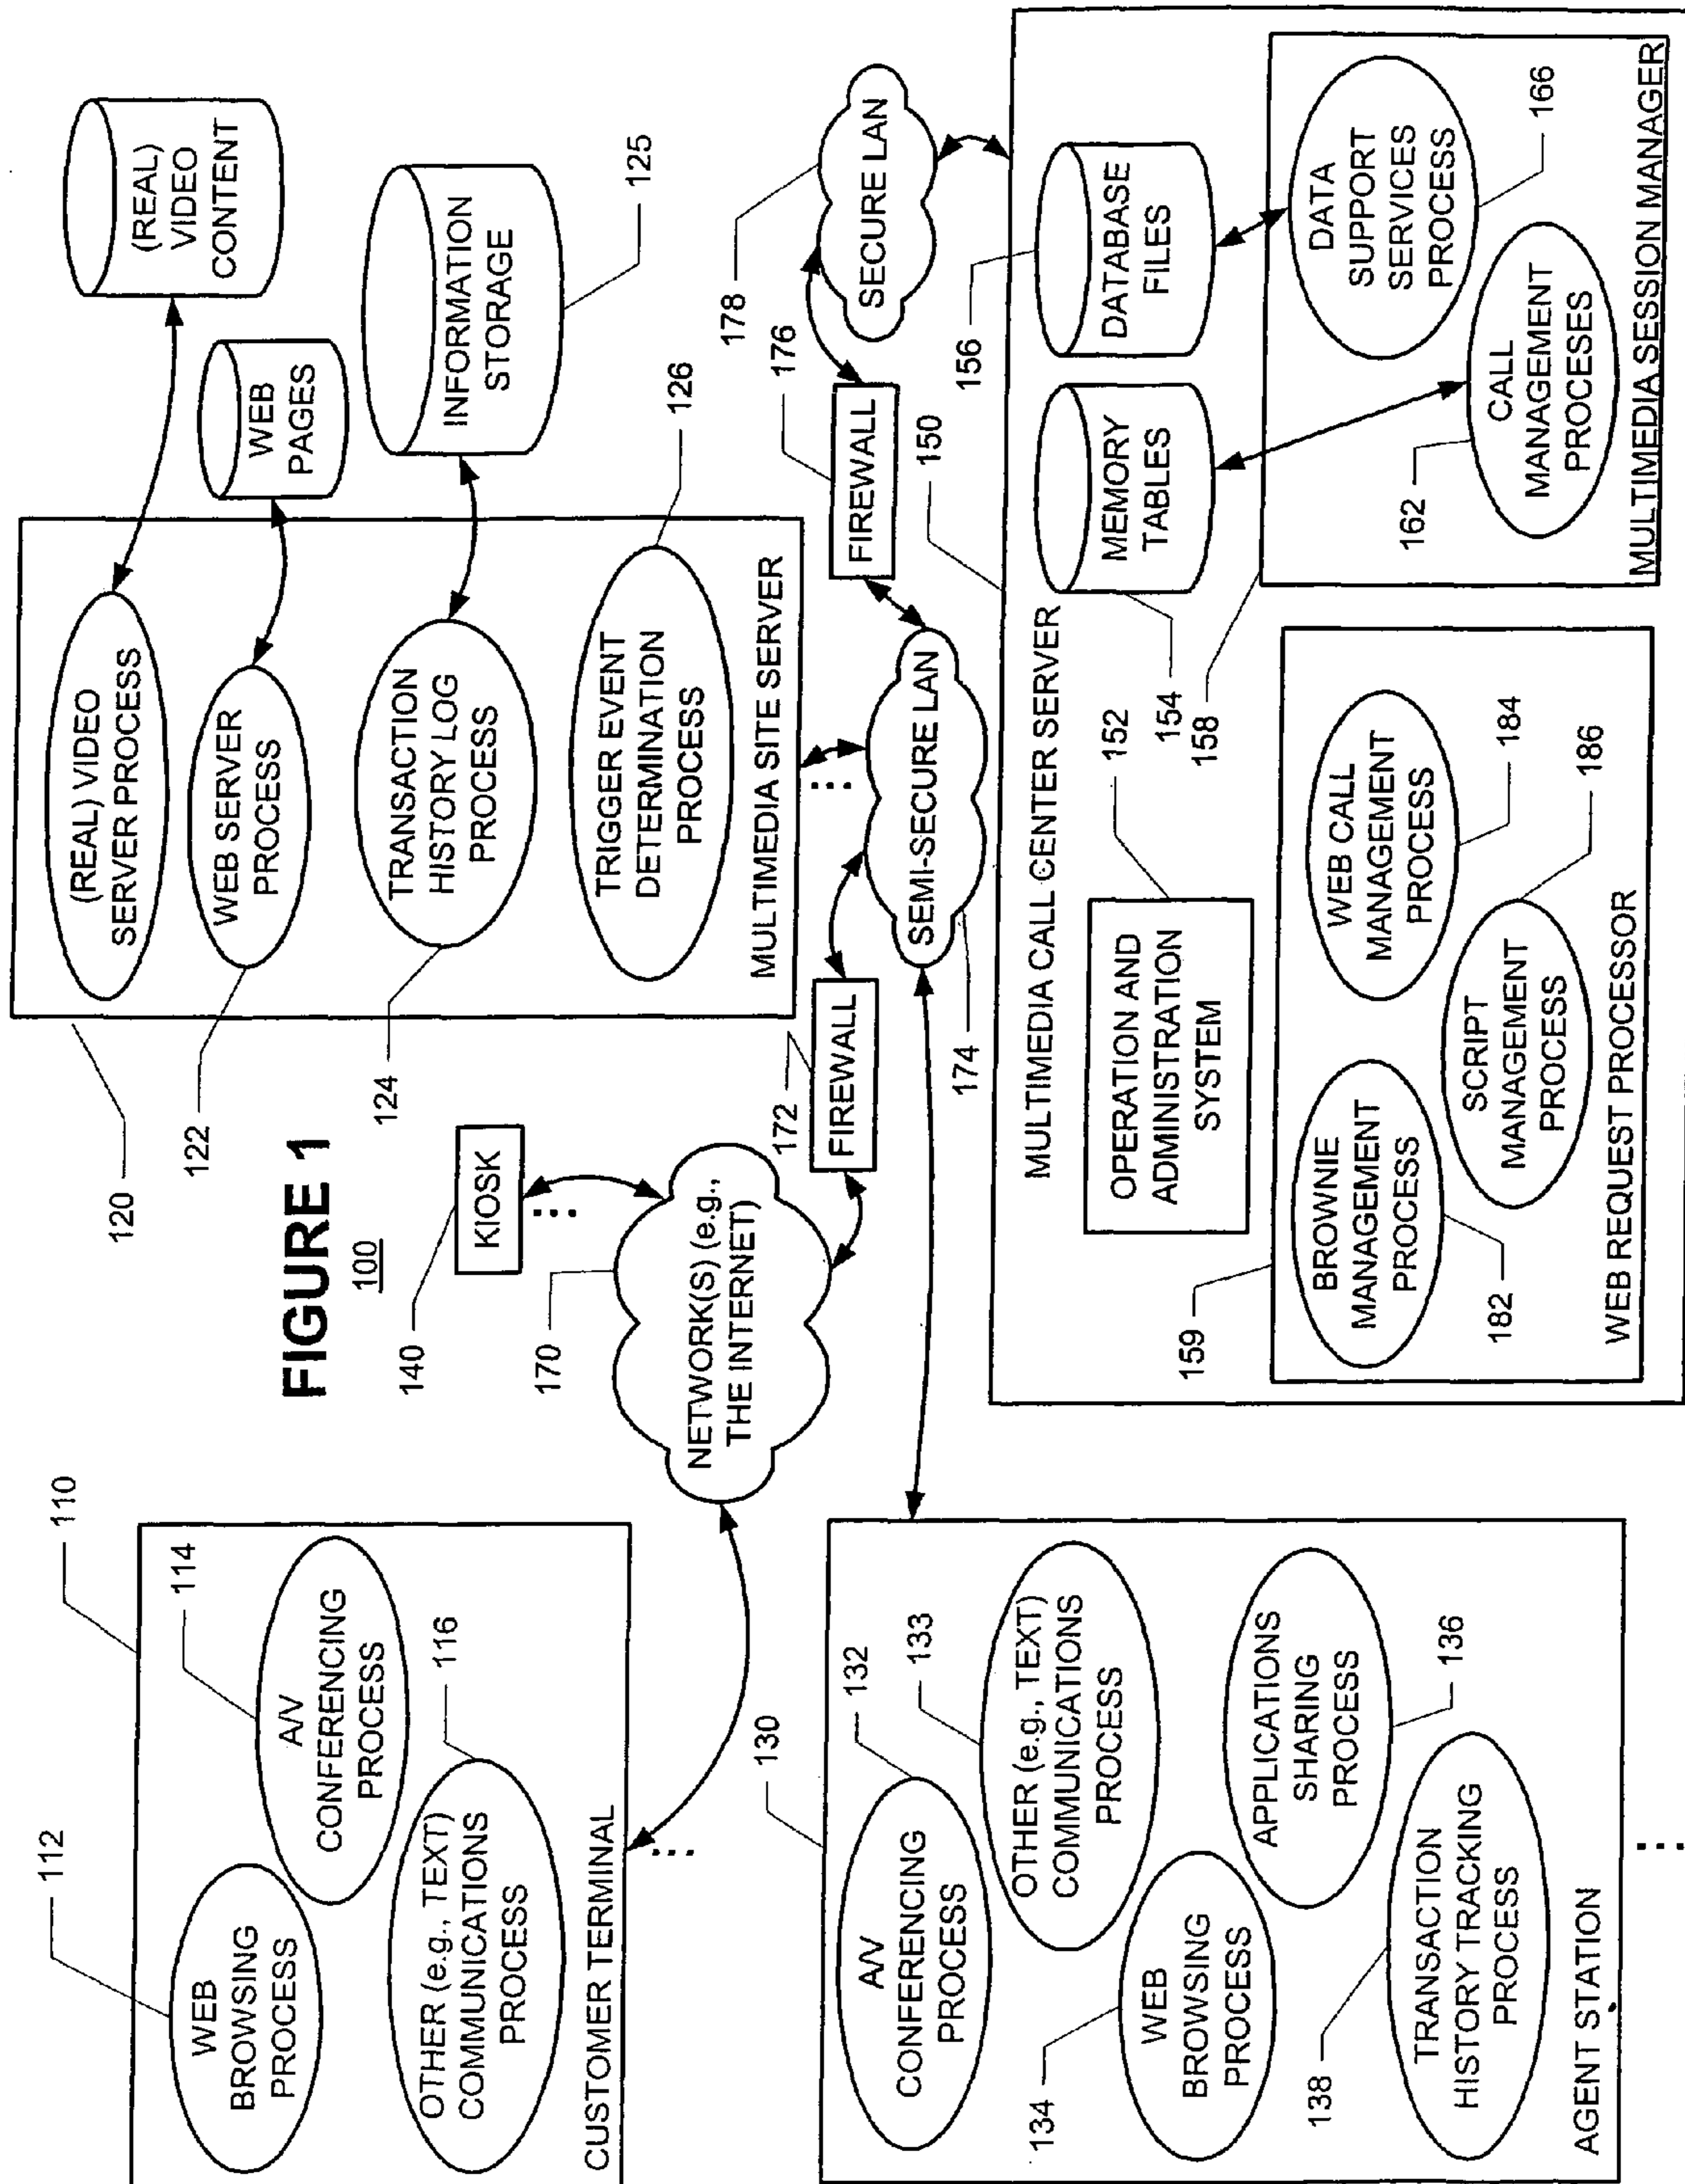 FIGURE 1
100
110
112
WEB
BROWSING
PROCESS
114
A/V
CONFERENCING
PROCESS
116
OTHER (e.g., TEXT)
COMMUNICATIONS
PROCESS
CUSTOMER TERMINAL
...
120
(REAL) VIDEO
SERVER PROCESS
122
WEB SERVER
PROCESS
124
TRANSACTION
HISTORY LOG
PROCESS
126
TRIGGER EVENT
DETERMINATION
PROCESS
MULTIMEDIA SITE SERVER
...
(REAL)
VIDEO
CONTENT
WEB
PAGES
125
INFORMATION
STORAGE
140
KIOSK
...
170
NETWORK(S) (e.g.,
THE INTERNET)
172
FIREWALL
174
SEMI-SECURE LAN
176
FIREWALL
178
SECURE LAN
130
132
A/V
CONFERENCING
PROCESS
133
OTHER (e.g., TEXT)
COMMUNICATIONS
PROCESS
134
WEB
BROWSING
PROCESS
136
APPLICATIONS
SHARING
PROCESS
138
TRANSACTION
HISTORY TRACKING
PROCESS
AGENT STATION
...
150
MULTIMEDIA CALL CENTER SERVER
152
OPERATION AND
ADMINISTRATION
SYSTEM
154
MEMORY
TABLES
156
DATABASE
FILES
158
159
BROWNIE
MANAGEMENT
PROCESS
182
WEB CALL
MANAGEMENT
PROCESS
184
SCRIPT
MANAGEMENT
PROCESS
186
WEB REQUEST PROCESSOR
162
CALL
MANAGEMENT
PROCESSES
DATA
SUPPORT
SERVICES
PROCESS
166
MULTIMEDIA SESSION MANAGER